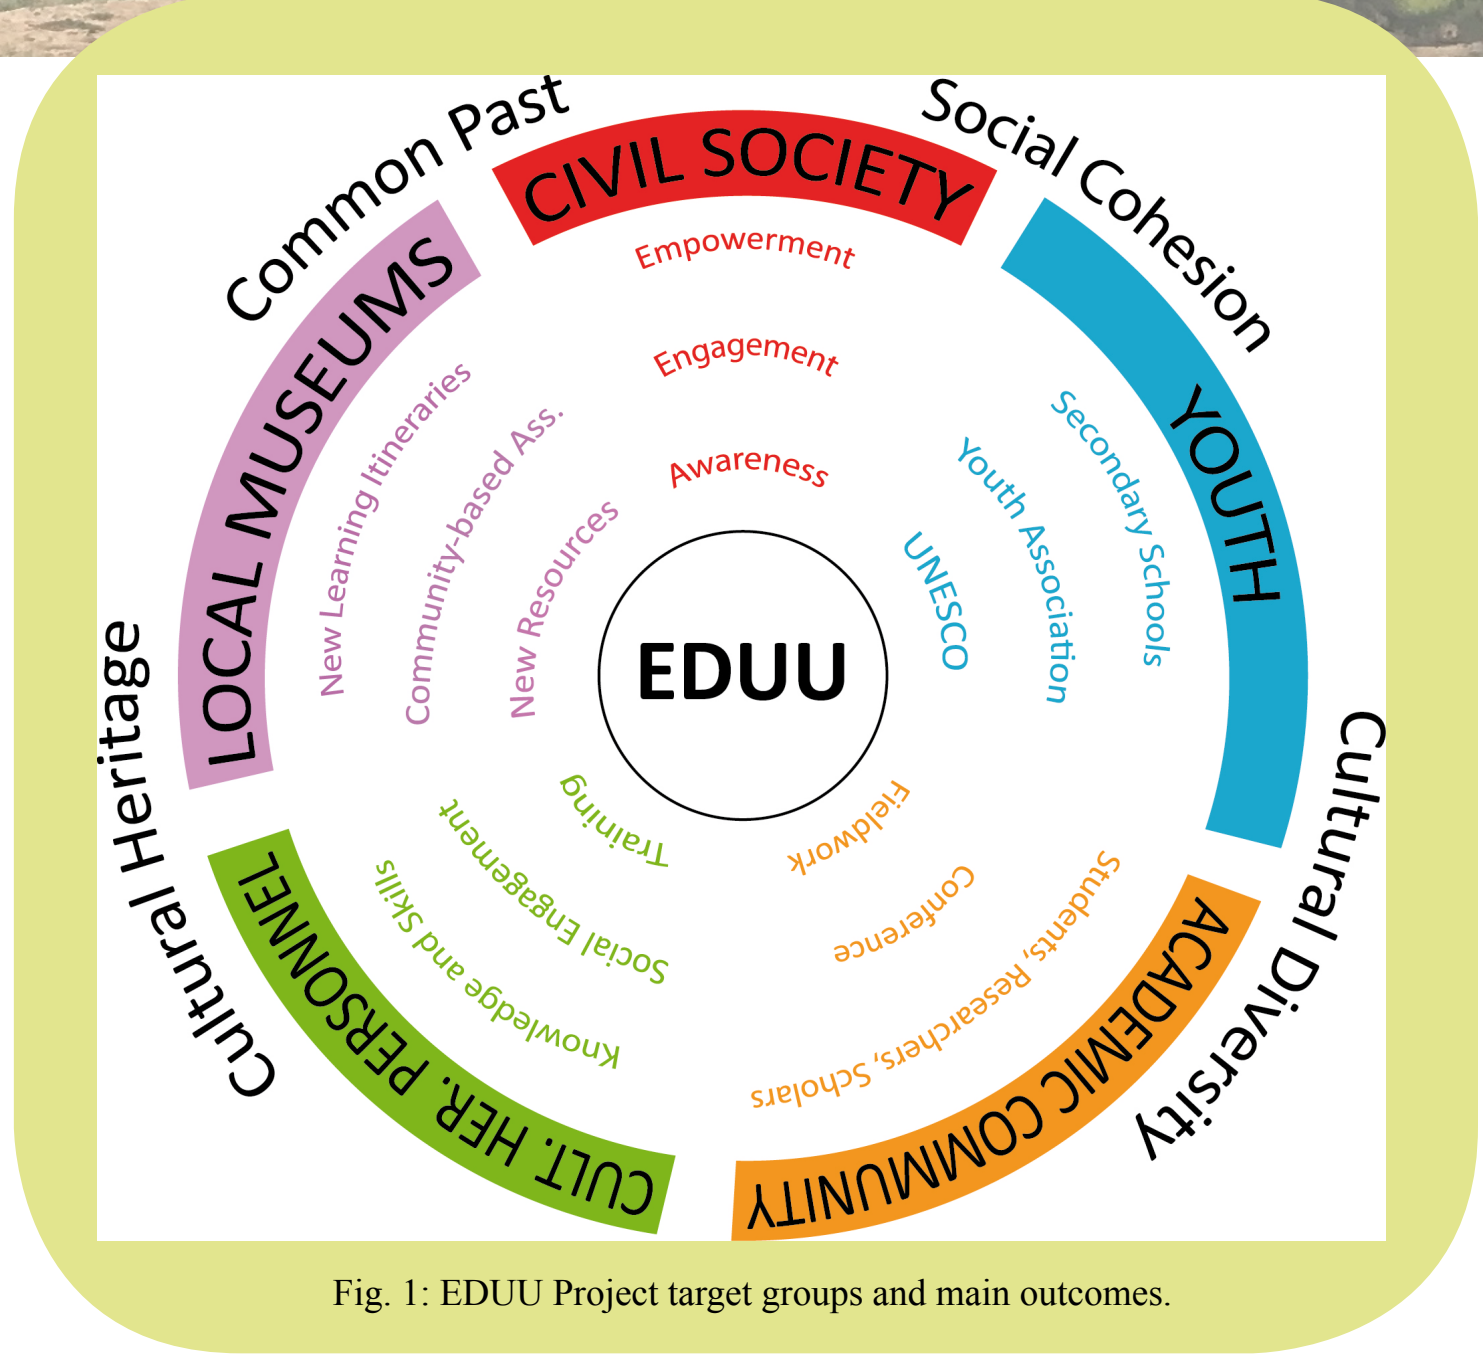 Common Past
Social Cohesion
Cultural Diversity
Cultural Heritage
CIVIL SOCIETY
Empowerment
Engagement
Awareness
YOUTH
Secondary Schools
Youth Association
UNESCO
ACADEMIC COMMUNITY
Students, Researchers, Scholars
Conference
Fieldwork
CULT. HER. PERSONNEL
Knowledge and Skills
Social Engagement
Training
LOCAL MUSEUMS
New Learning Itineraries
Community-based Ass.
New Resources
EDUU
Fig. 1: EDUU Project target groups and main outcomes.